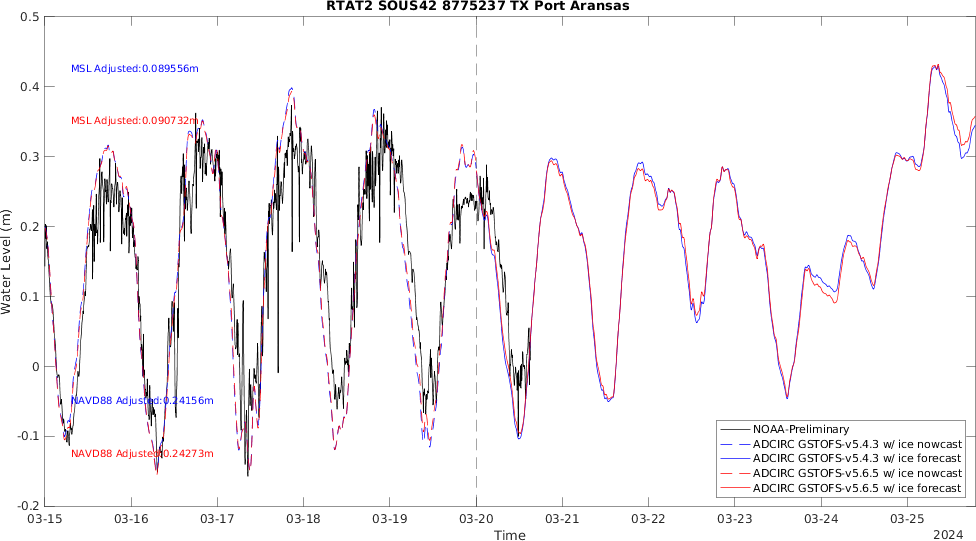 RTAT2 SOUS42 8775237 TX Port Aransas
0.5
MSL Adjusted:0.089556m
0.4
MSL Adjusted:0.090732m
0.3
0.2
Water Level (m)
0.1
0
NAVD88 Adjusted:0.24156m
-0.1
NAVD88 Adjusted:0.24273m
-0.2
NOAA-Preliminary
ADCIRC GSTOFS-v5.4.3 w/ ice nowcast
ADCIRC GSTOFS-v5.4.3 w/ ice forecast
ADCIRC GSTOFS-v5.6.5 w/ ice nowcast
ADCIRC GSTOFS-v5.6.5 w/ ice forecast
03-15 03-16 03-17 03-18 03-19 03-20 03-21 03-22 03-23 03-24 03-25
Time
2024